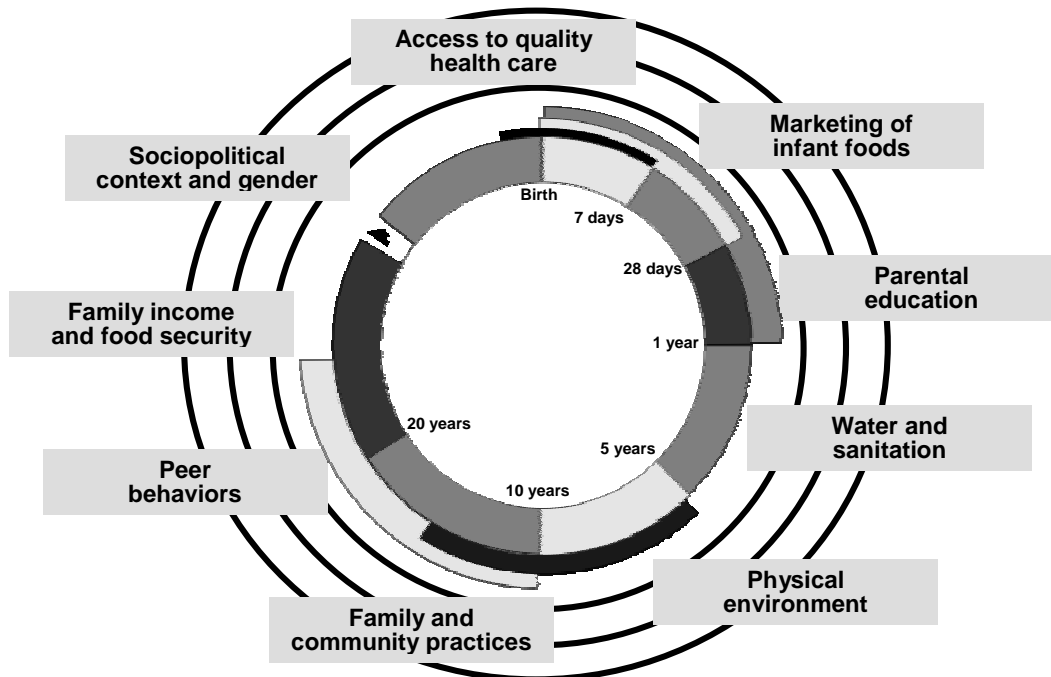 Access to quality
health care
Marketing of
infant foods
Sociopolitical
context and gender
Birth
7 days
28 days
Parental
education
Family income
and food security
1 year
20 years
Water and
sanitation
5 years
Peer
behaviors
10 years
Physical
environment
Family and
community practices